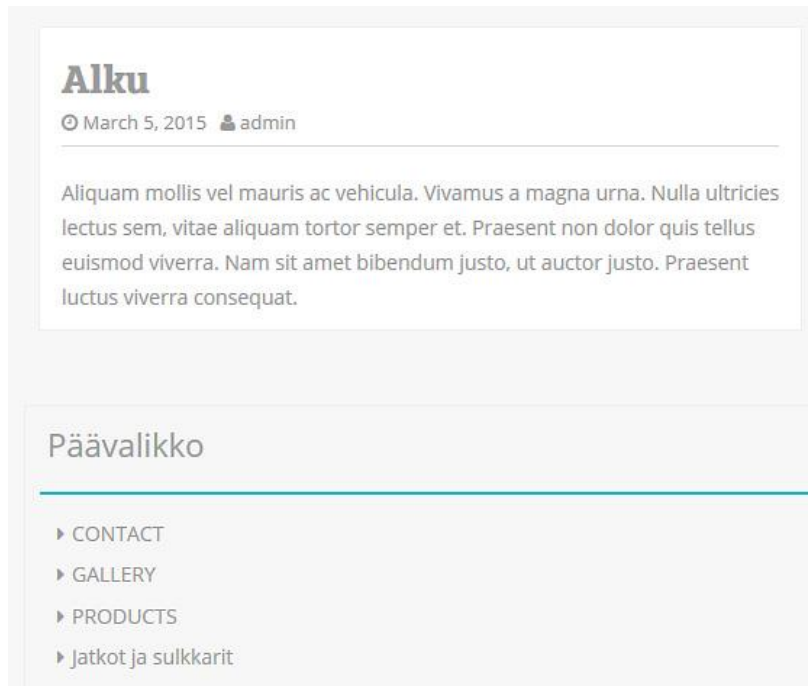 Alku
March 5, 2015 admin
Aliquam mollis vel mauris ac vehicula. Vivamus a magna urna. Nulla ultricies
lectus sem, vitae aliquam tortor semper et. Praesent non dolor quis tellus
euismod viverra. Nam sit amet bibendum justo, ut auctor justo. Praesent
luctus viverra consequat.
Päävalikko
CONTACT
GALLERY
PRODUCTS
Jatkot ja sulkkarit